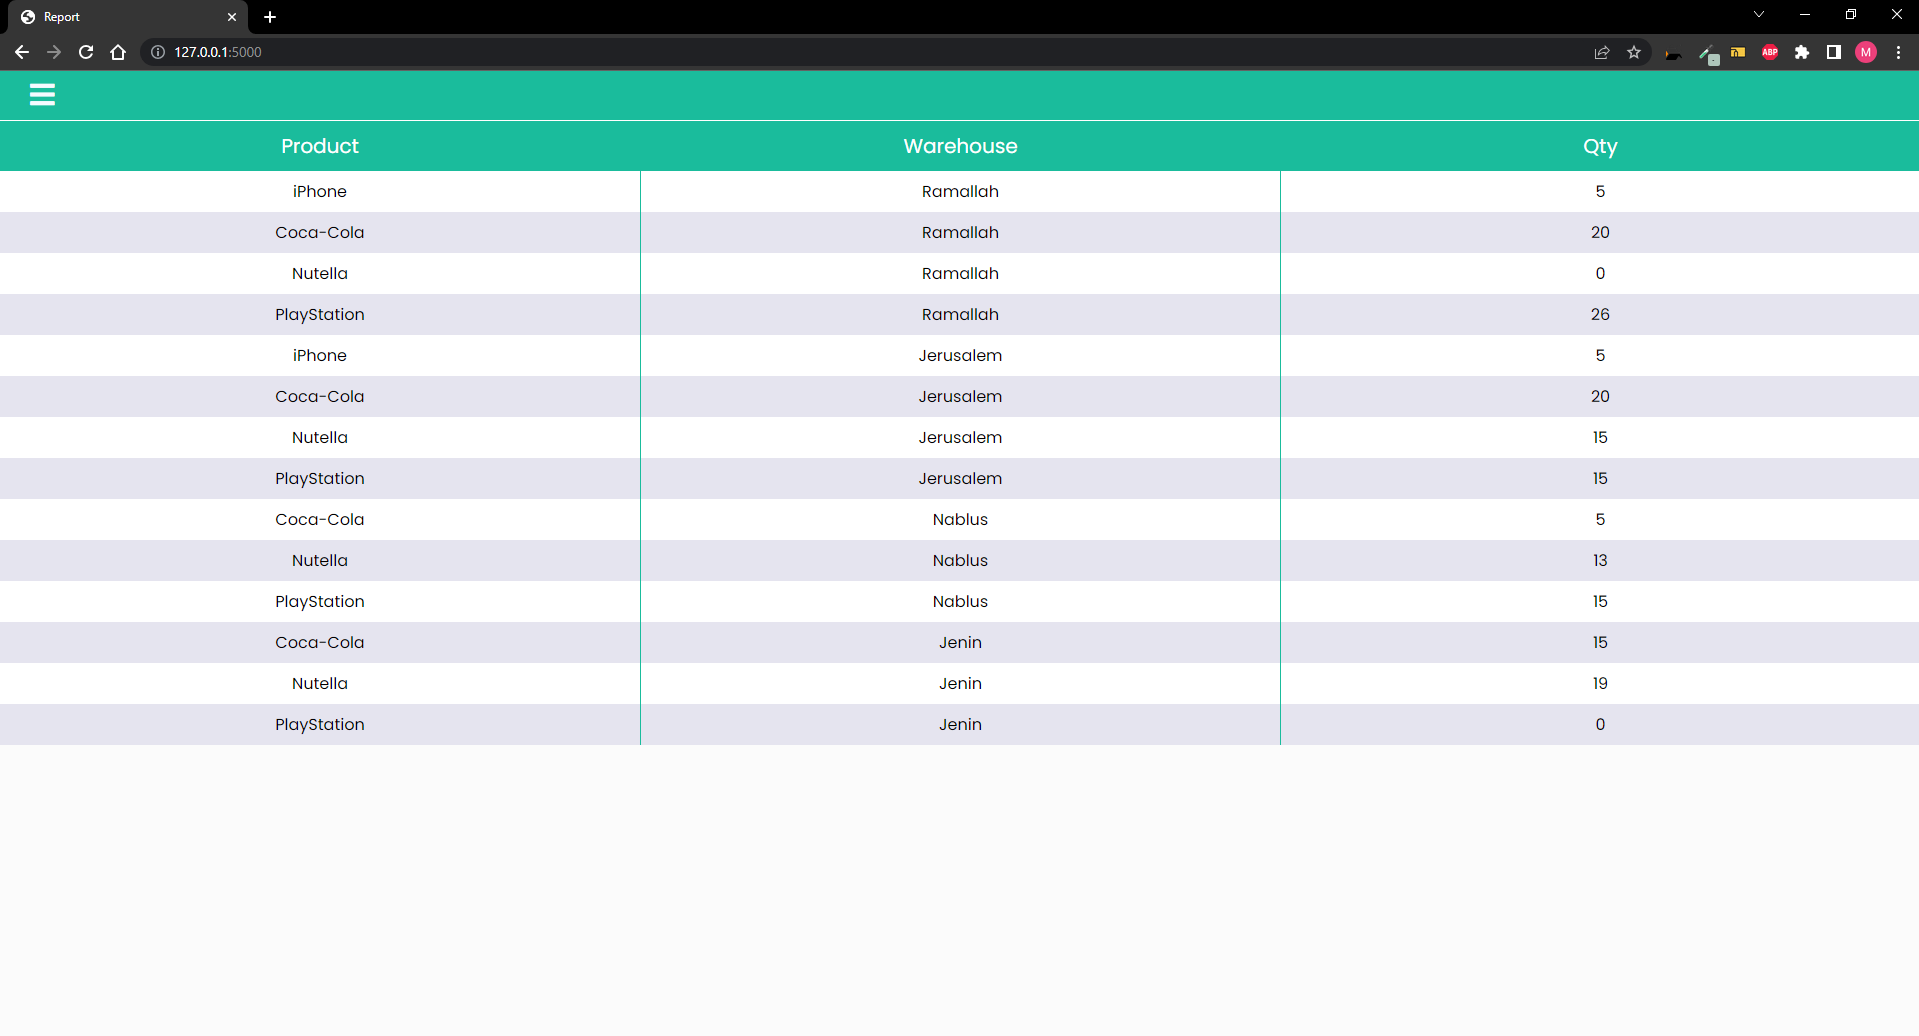 Report
127.0.0.1:5000
ABP
M
Product Warehouse Qty
iPhone Ramallah 5
Coca-Cola Ramallah 20
Nutella Ramallah 0
PlayStation Ramallah 26
iPhone Jerusalem 5
Coca-Cola Jerusalem 20
Nutella Jerusalem 15
PlayStation Jerusalem 15
Coca-Cola Nablus 5
Nutella Nablus 13
PlayStation Nablus 15
Coca-Cola Jenin 15
Nutella Jenin 19
PlayStation Jenin 0